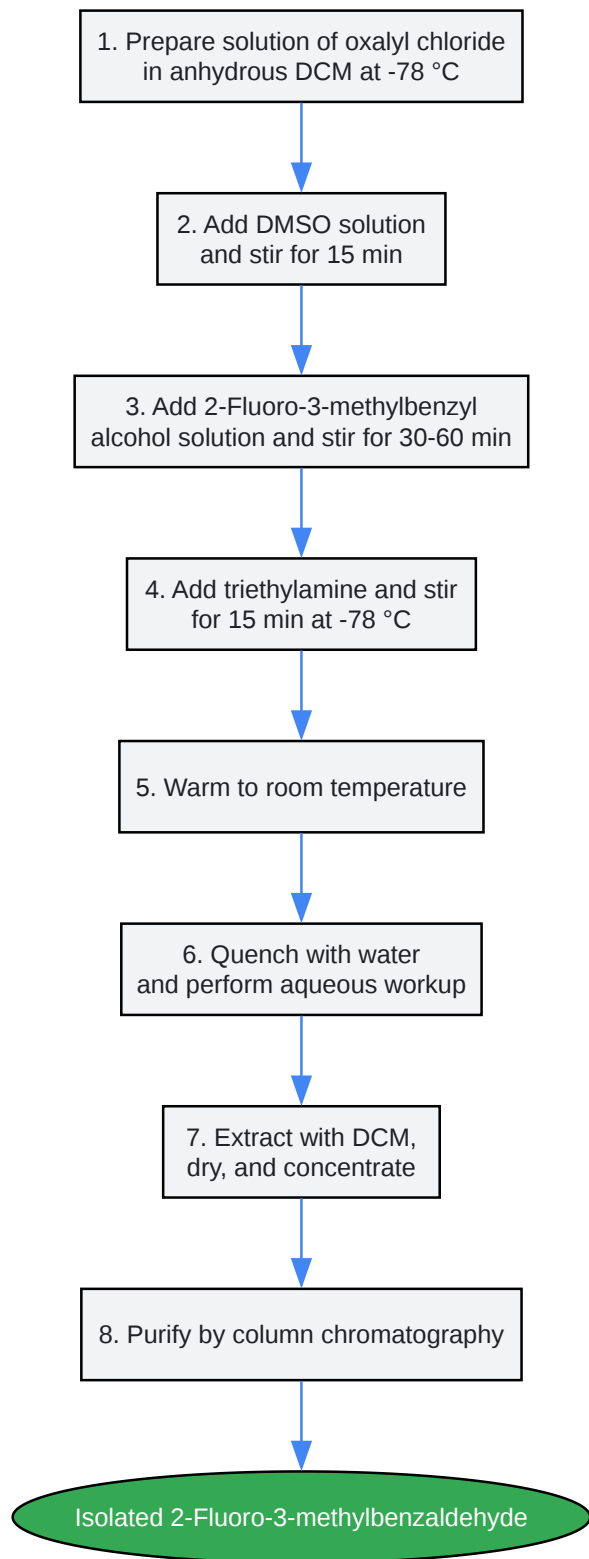 1. Prepare solution of oxalyl chloride
in anhydrous DCM at -78 °C
2. Add DMSO solution
and stir for 15 min
3. Add 2-Fluoro-3-methylbenzyl
alcohol solution and stir for 30-60 min
4. Add triethylamine and stir
for 15 min at -78 °C
5. Warm to room temperature
6. Quench with water
and perform aqueous workup
7. Extract with DCM,
dry, and concentrate
8. Purify by column chromatography
Isolated 2-Fluoro-3-methylbenzaldehyde